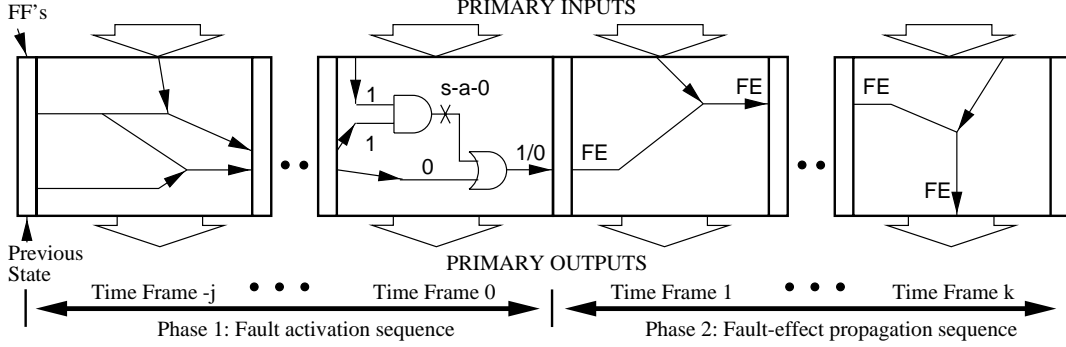 FF's
PRIMARY INPUTS
s-a-0
1
1
0
1/0
FE
FE
FE
FE
Previous
State
PRIMARY OUTPUTS
Time Frame -j
Time Frame 0
Time Frame 1
Time Frame k
Phase 1: Fault activation sequence
Phase 2: Fault-effect propagation sequence